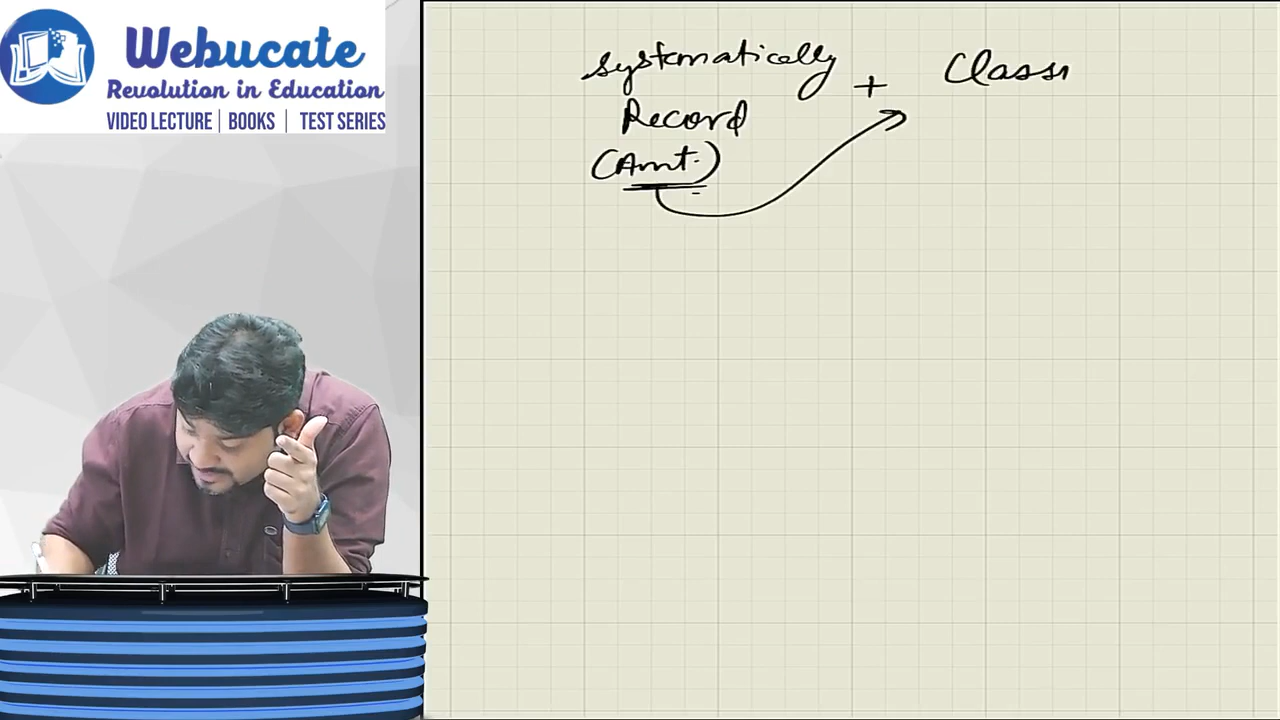 Webucate
Revolution in Education
VIDEO LECTURE | BOOKS | TEST SERIES
systematically + Classi
Record
(Amt.)